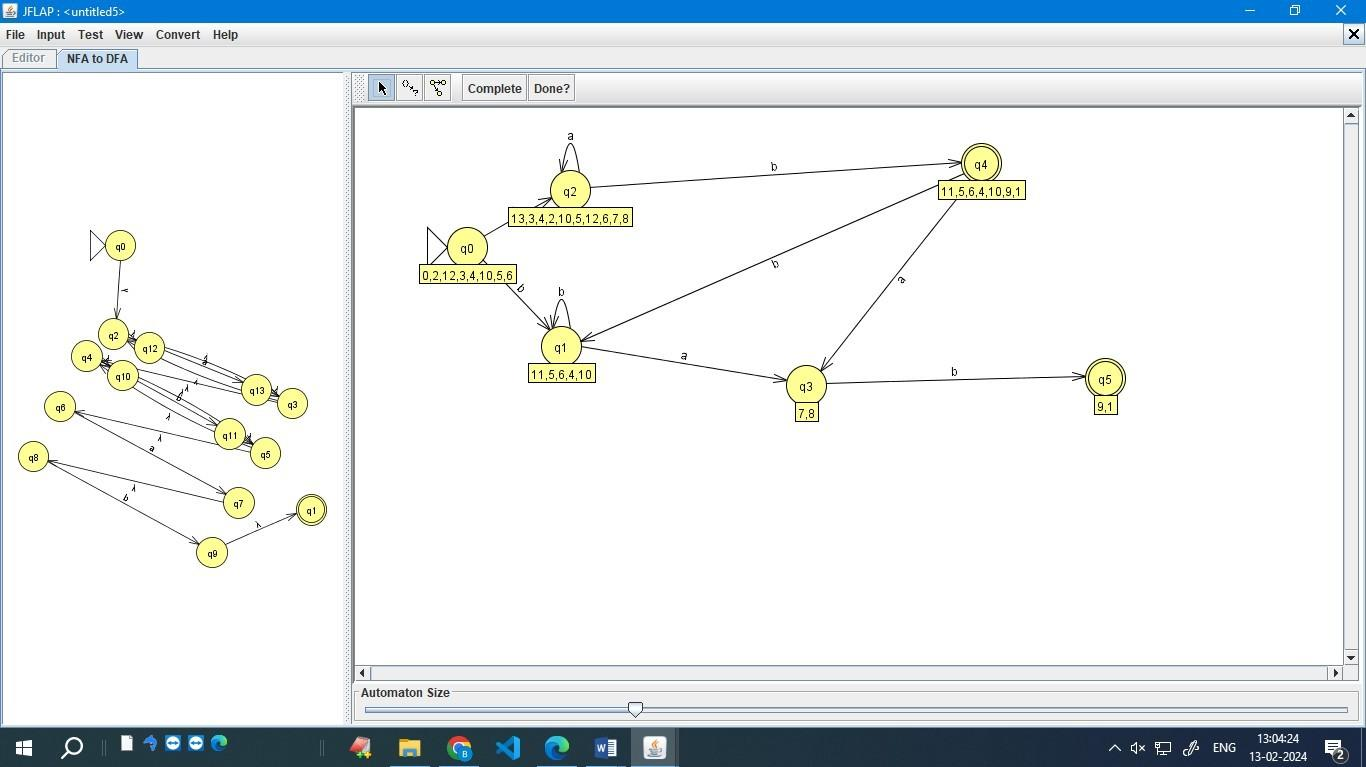 JFLAP : <untitled5>
File Input Test View Convert Help
Editor NFA to DFA
Complete Done?
a
q2
13,3,4,2,10,5,12,6,7,8
b
q4
11,5,6,4,10,9,1
q0
0,2,12,3,4,10,5,6
b
b
q1
11,5,6,4,10
b
a
a
q3
7,8
b
q5
9,1
q0
λ
q2
q12
q4
q10
a
λ
λ
b
λ
q13
q3
q6
q11
q5
λ
a
q8
λ
b
q7
q1
λ
q9
Automaton Size
ENG
13:04:24
13-02-2024
2